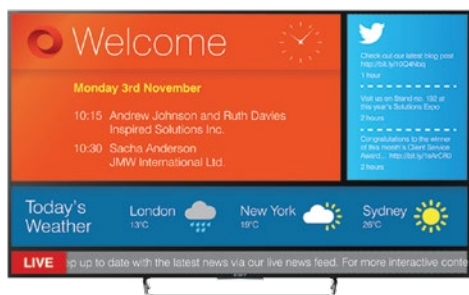 Welcome
Monday 3rd November
10:15 Andrew Johnson and Ruth Davies
Inspired Solutions Inc.
10:30 Sacha Anderson
JMW International Ltd.
Check out our latest blog post
1 hour
Visit us on Stand no. 192 at
this year's Solutions Expo
2 hours
Congratulations to the winner
of this month's Client Service
Award...
2 hours
Today's
Weather
London
13°C
New York
19°C
Sydney
26°C
LIVE
ep up to date with the latest news via our live news feed. For more interactive conte